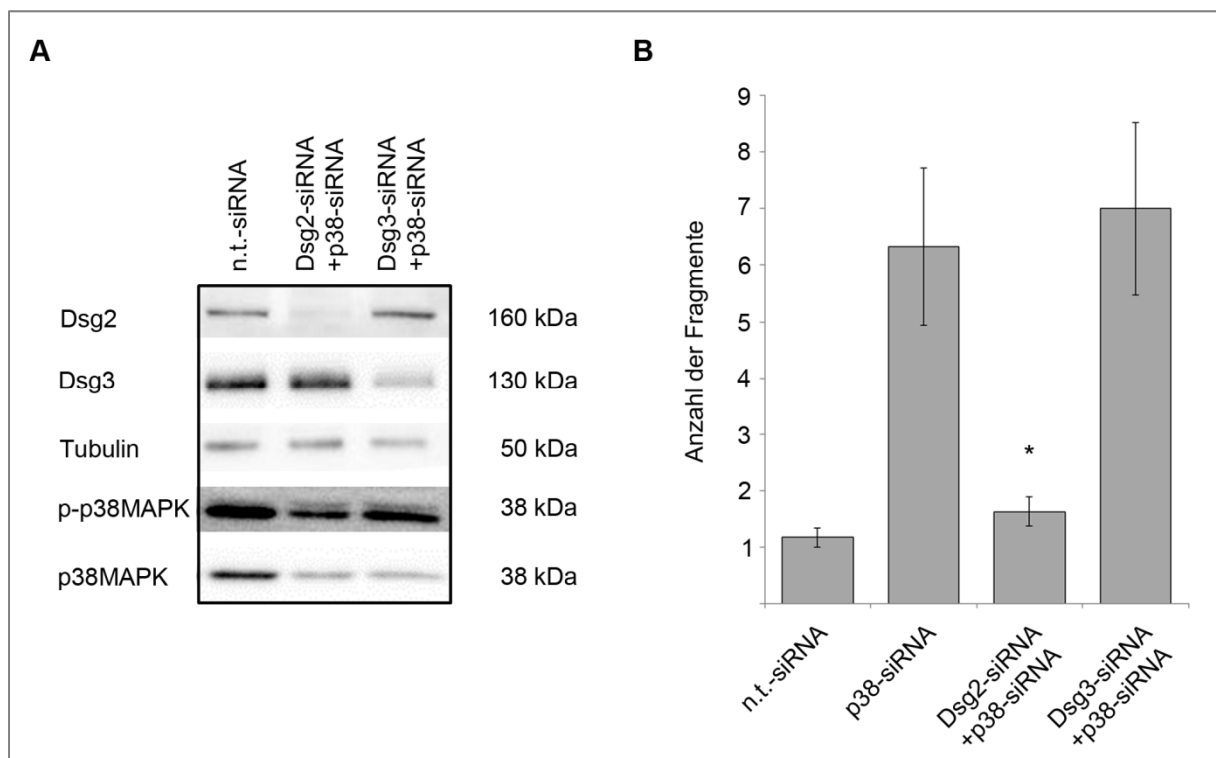 A
n.t.-siRNA
Dsg2-siRNA
+p38-siRNA
Dsg3-siRNA
+p38-siRNA
Dsg2
160 kDa
Dsg3
130 kDa
Tubulin
50 kDa
p-p38MAPK
38 kDa
p38MAPK
38 kDa
B
Anzahl der Fragmente
9
8
7
6
5
4
3
2
1
*
n.t.-siRNA
p38-siRNA
Dsg2-siRNA
+p38-siRNA
Dsg3-siRNA
+p38-siRNA